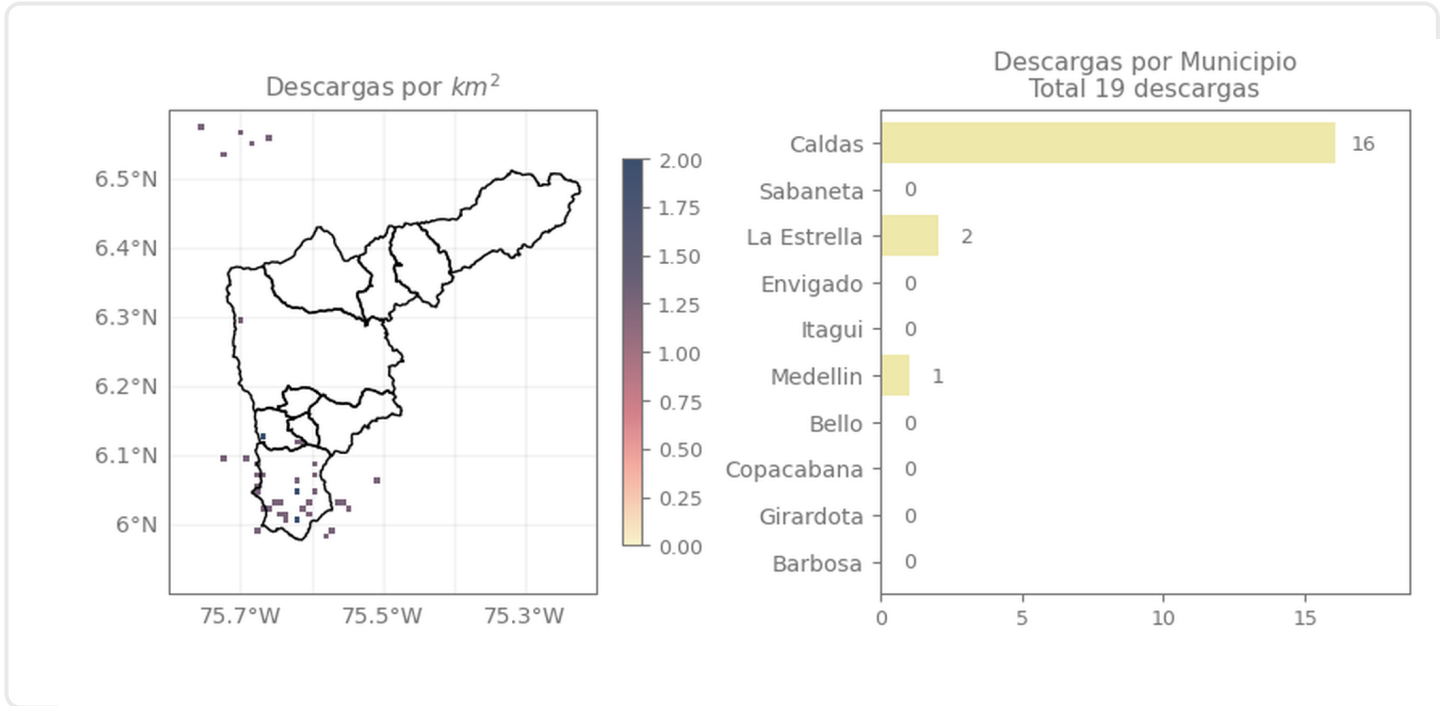 Descargas por km²
6.5°N
6.4°N
6.3°N
6.2°N
6.1°N
6°N
75.7°W 75.5°W 75.3°W
2.00
1.75
1.50
1.25
1.00
0.75
0.50
0.25
0.00
Descargas por Municipio
Total 19 descargas
Caldas 16
Sabaneta 0
La Estrella 2
Envigado 0
Itagui 0
Medellin 1
Bello 0
Copacabana 0
Girardota 0
Barbosa 0
0 5 10 15